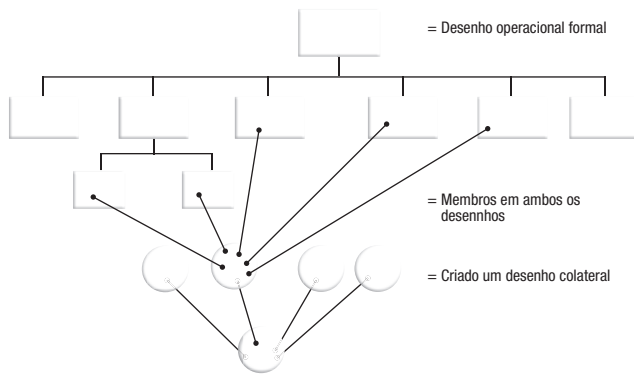 = Desenho operacional formal
= Membros em ambos os
desennhos
= Criado um desenho colateral